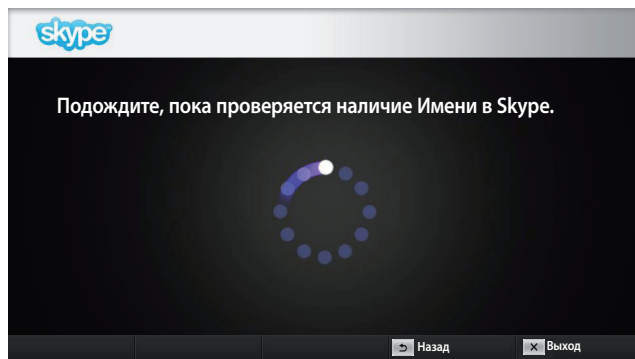 skype
Подождите, пока проверяется наличие Имени в Skype.
Назад
Выход